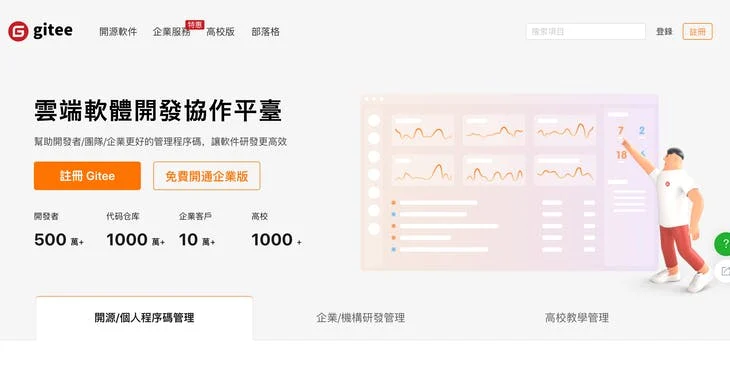 gitee
開源軟件 企業服務 特惠 高校版 部落格
搜索項目
登錄
註冊
雲端軟體開發協作平臺
幫助開發者/團隊/企業更好的管理程序碼，讓軟件研發更高效
註冊 Gitee
免費開通企業版
開發者 代码仓库 企業客戶 高校
500 萬+ 1000 萬+ 10 萬+ 1000 +
7 2
18
?
開源/個人程序碼管理 企業/機構研發管理 高校教學管理